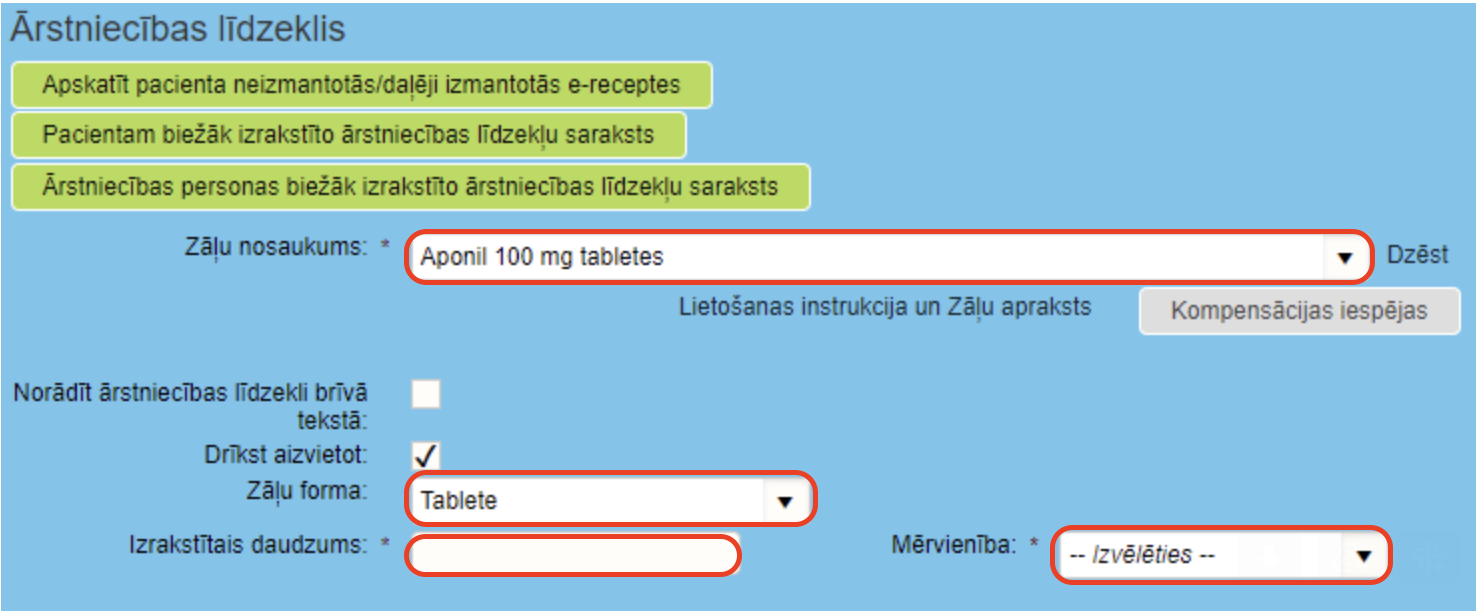 Ārstniecības līdzeklis
Apskatīt pacienta neizmantotās/daļēji izmantotās e-receptes
Pacientam biežāk izrakstīto ārstniecības līdzekļu saraksts
Ārstniecības personas biežāk izrakstīto ārstniecības līdzekļu saraksts
Zāļu nosaukums: * Aponil 100 mg tabletes Dzēst
Lietošanas instrukcija un Zāļu apraksts Kompensācijas iespējas
Norādīt ārstniecības līdzekli brīvā
tekstā:
Drīkst aizvietot:
Zāļu forma: Tablete
Izrakstītais daudzums: * Mērvienība: * -- Izvēlēties --